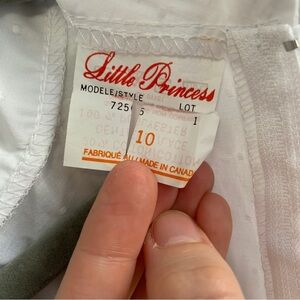 Little Princess
MODELE/STYLE LOT
1
10
FABRIQUÉ AU/MADE IN CANADA